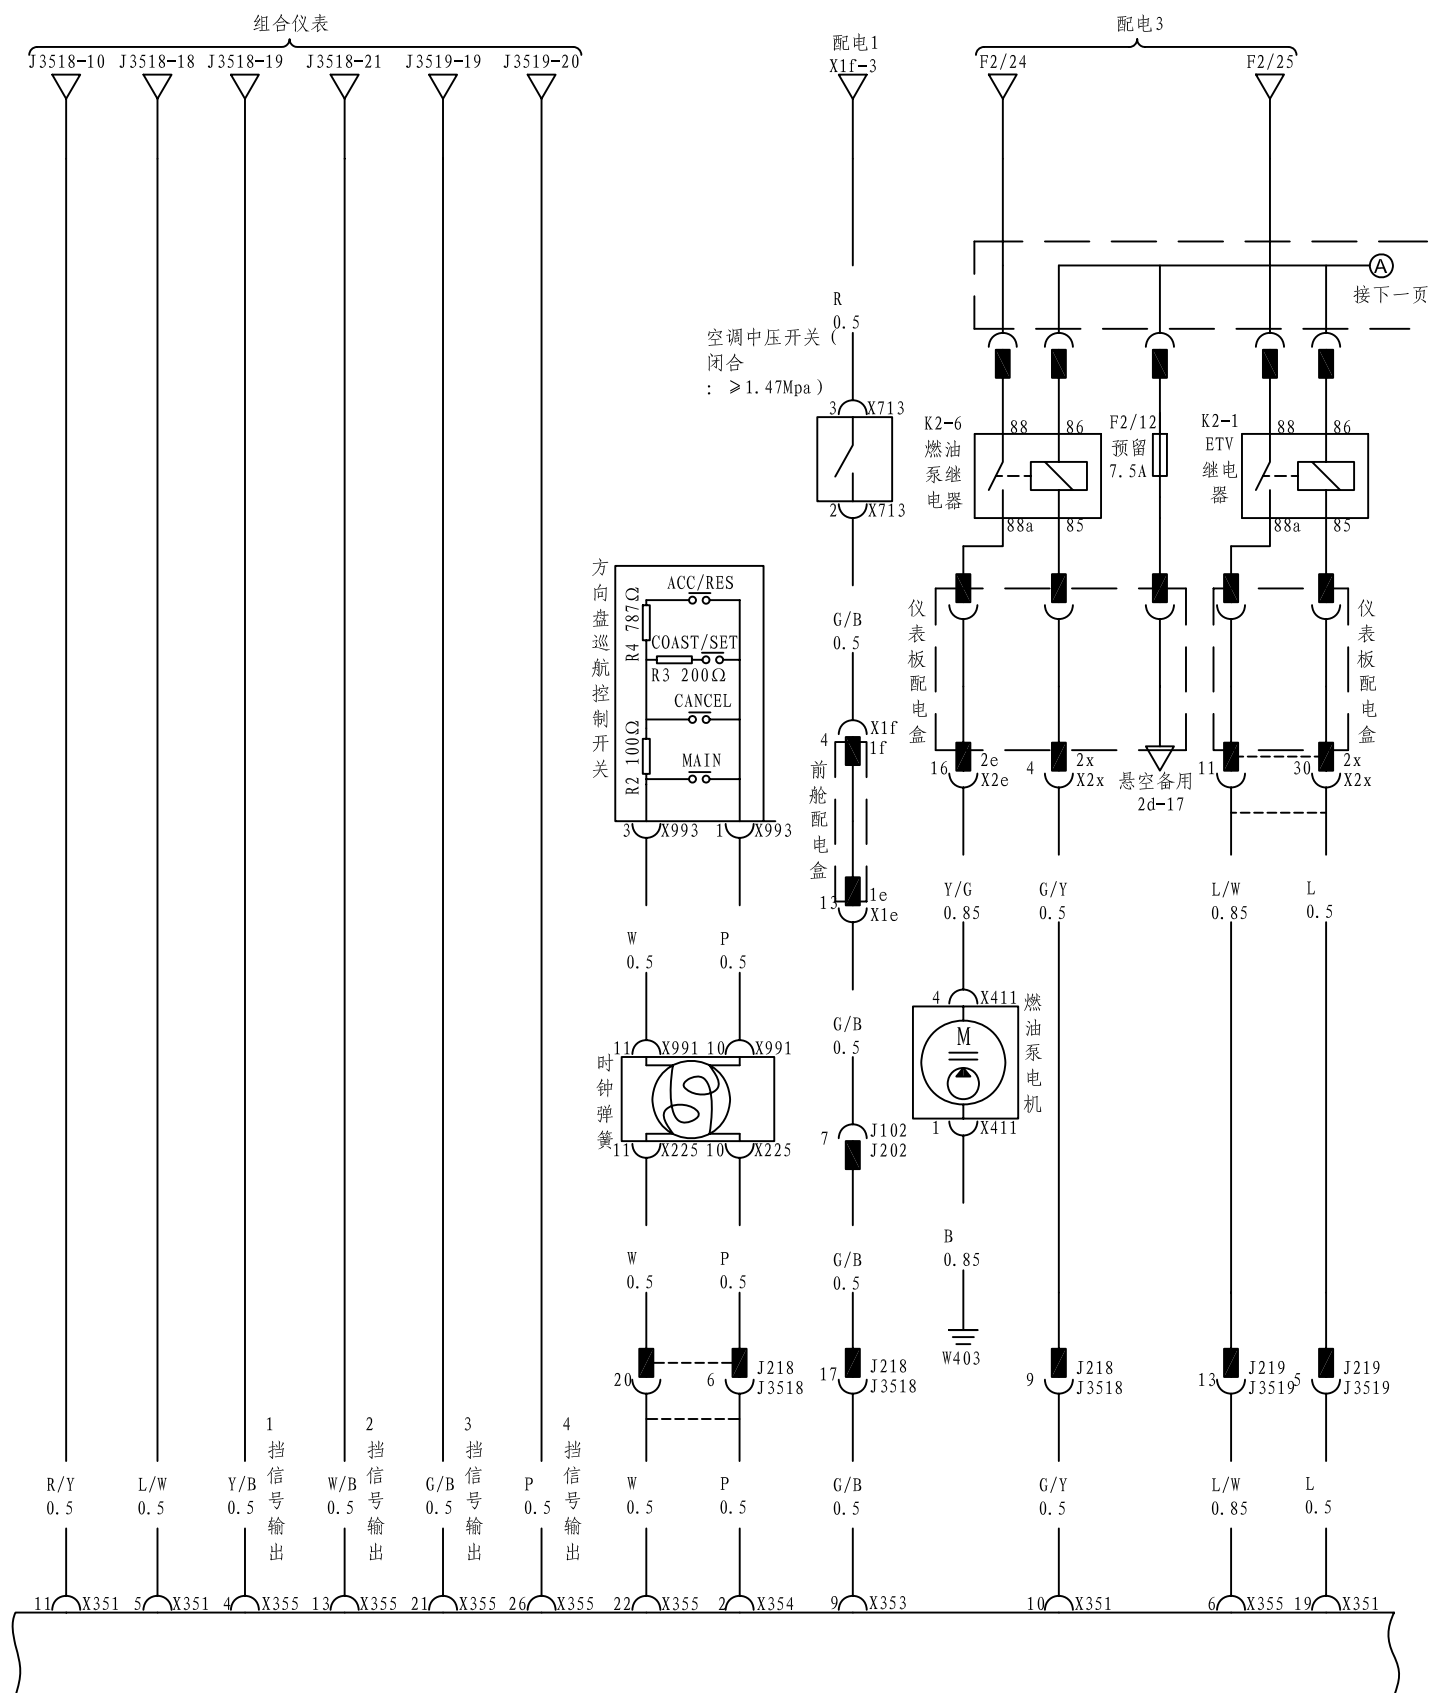 组合仪表
J3518-10
J3518-18
J3518-19
J3518-21
J3519-19
J3519-20
配电1
X1f-3
配电3
F2/24
F2/25
A
接下一页
R
0.5
空调中压开关（
闭合
：≥1.47Mpa）
3
X713
2
X713
K2-6
燃油
泵继
电器
88
86
88a
85
F2/12
预留
7.5A
K2-1
ETV
继电
器
88
86
88a
85
方向盘巡航控制开关
ACC/RES
R4 787Ω
COAST/SET
R3 200Ω
CANCEL
R2 100Ω
MAIN
3
X993
1
X993
G/B
0.5
4
X1f
1f
前舱配电盒
13
1e
X1e
仪表板配电盒
16
2e
X2e
4
2x
X2x
悬空备用
2d-17
仪表板配电盒
11
30
2x
X2x
W
0.5
P
0.5
Y/G
0.85
G/Y
0.5
L/W
0.85
L
0.5
时钟弹簧
11
X991
10
X991
11
X225
10
X225
G/B
0.5
7
J102
J202
4
X411
M
燃油泵电机
1
X411
W
0.5
P
0.5
G/B
0.5
B
0.85
W403
20
6
J218
J3518
17
J218
J3518
9
J218
J3518
13
J219
J3519
5
J219
J3519
R/Y
0.5
L/W
0.5
Y/B
0.5
1挡信号输出
W/B
0.5
2挡信号输出
G/B
0.5
3挡信号输出
P
0.5
4挡信号输出
W
0.5
P
0.5
G/B
0.5
G/Y
0.5
L/W
0.85
L
0.5
11
X351
5
X351
4
X355
13
X355
21
X355
26
X355
22
X355
2
X354
9
X353
10
X351
6
X355
19
X351